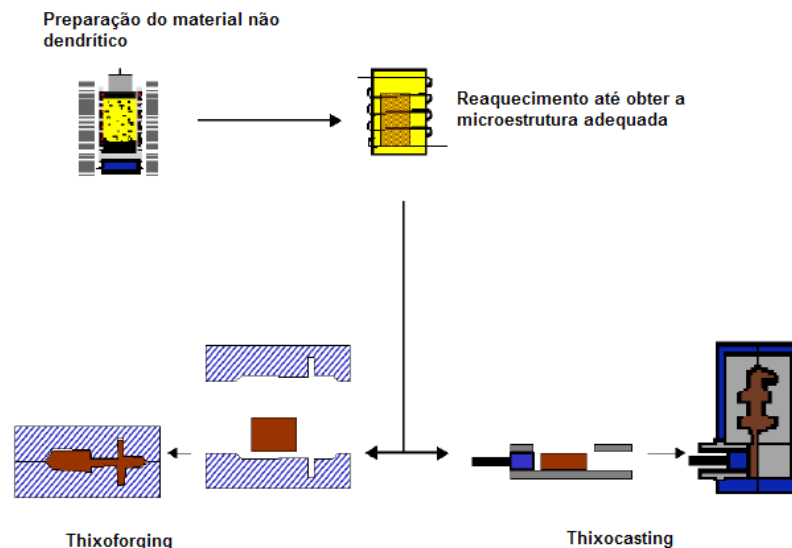 Preparação do material não
dendrítico
Reaquecimento até obter a
microestrutura adequada
Thixoforging
Thixocasting